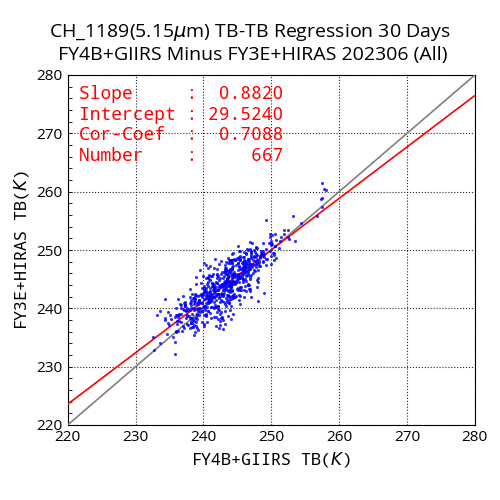 CH_1189(5.15μm) TB-TB Regression 30 Days
FY4B+GIIRS Minus FY3E+HIRAS 202306 (All)
Slope : 0.8820
Intercept : 29.5240
Cor-Coef : 0.7088
Number : 667
280
270
260
250
240
230
220
FY3E+HIRAS TB(K)
220 230 240 250 260 270 280
FY4B+GIIRS TB(K)